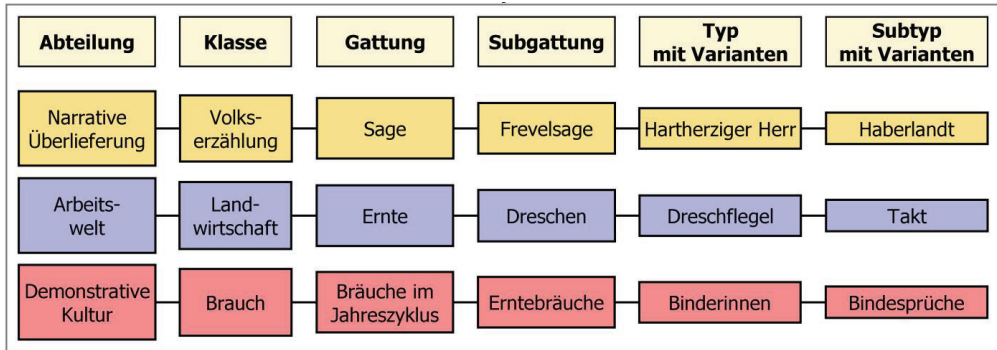 Abteilung
Klasse
Gattung
Subgattung
Typ
mit Varianten
Subtyp
mit Varianten
Narrative
Überlieferung
Volks-
erzählung
Sage
Frevelsage
Hartherziger Herr
Haberlandt
Arbeits-
welt
Land-
wirtschaft
Ernte
Dreschen
Dreschflegel
Takt
Demonstrative
Kultur
Brauch
Bräuche im
Jahreszyklus
Erntebräuche
Binderinnen
Bindesprüche